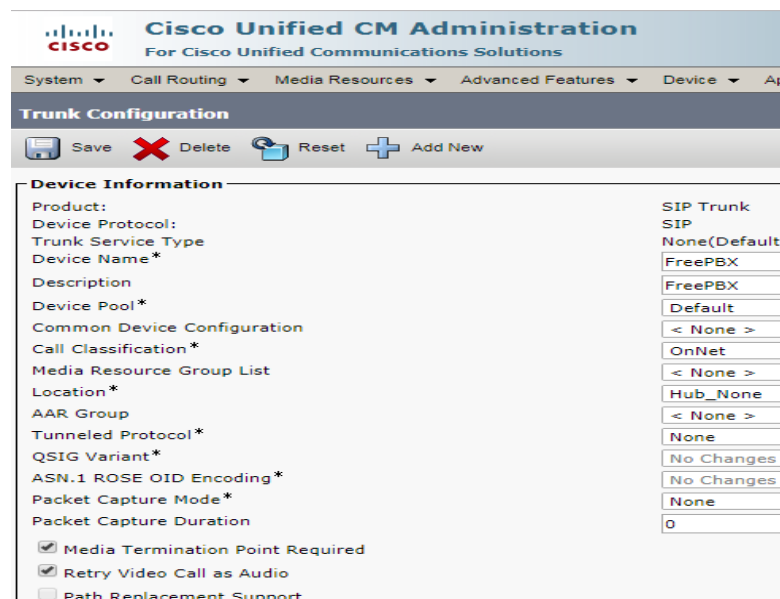 Cisco Unified CM Administration
CISCO
For Cisco Unified Communications Solutions
System Call Routing Media Resources Advanced Features Device
Trunk Configuration
Save Delete Reset Add New
Device Information
Product: SIP Trunk
Device Protocol: SIP
Trunk Service Type None(Default
Device Name* FreePBX
Description FreePBX
Device Pool* Default
Common Device Configuration < None >
Call Classification* OnNet
Media Resource Group List < None >
Location* Hub_None
AAR Group < None >
Tunneled Protocol* None
QSIG Variant* No Changes
ASN.1 ROSE OID Encoding* No Changes
Packet Capture Mode* None
Packet Capture Duration 0
Media Termination Point Required
Retry Video Call as Audio
Path Replacement Support